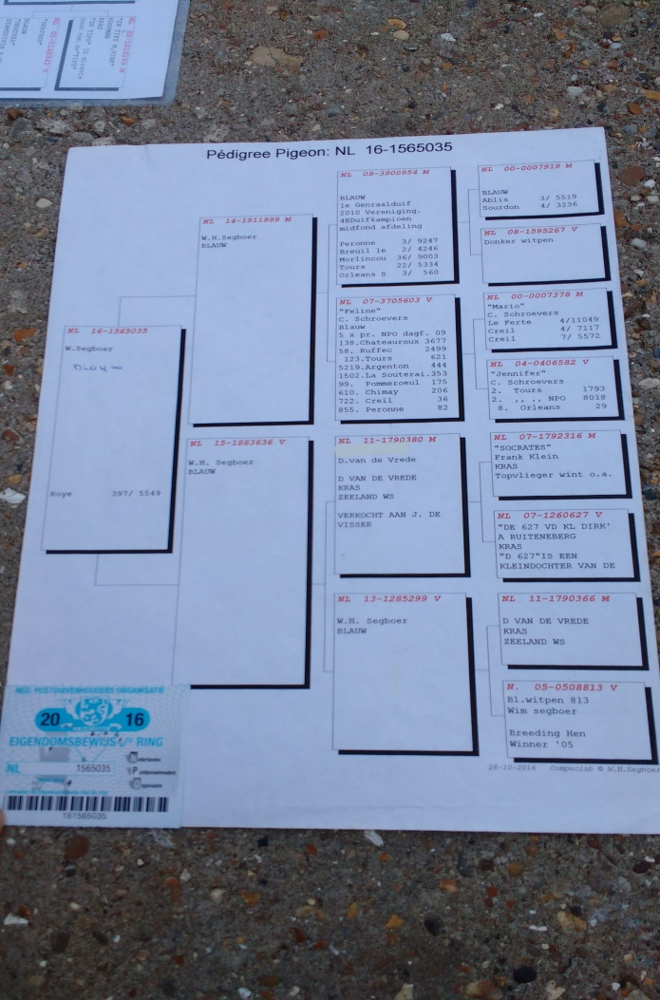 Pédigree Pigeon: NL 16-1565035
NL 16-1565035
W.Segboer
Roye 397/ 5549
NL 14-1911999 M
W.H.Segboer
BLAUW
NL 15-1883636 V
W.H. Segboer
BLAUW
NL 09-3900954 M
BLAUW
1e Genraalduif
2010 Vereniging.
4EDuifkampioen
midfond afdeling
Peronne 3/ 9247
Breuil le 2/ 4246
Morlincou 36/ 9003
Tours 22/ 5334
Orleans S 3/ 560
NL 07-3705603 V
"Feline"
C. Schroevers
Blauw
5 x pr. NPO dagf. 09
138.Chateauroux 3677
58. Ruffec 2499
123.Tours 621
5219.Argenton 444
1502.La Souterai.353
99. Pommeroeul 175
610. Chimay 206
722. Creil 36
855. Peronne 82
NL 11-1790380 M
D.van de Vrede
D VAN DE VREDE
KRAS
ZEELAND WS
VERKOCHT AAN J. DE
VISSER
NL 13-1285299 V
W.H. Segboer
BLAUW
NL 00-0007919 M
BLAUW
Ablis 3/ 5519
Sourdon 4/ 3236
NL 08-1595267 V
Donker witpen
NL 00-0007378 M
"Mario"
C. Schroevers
Le Ferte 4/11049
Creil 4/ 7117
Creil 7/ 5572
NL 04-0406582 V
"Jennifer"
C. Schroevers
2. Tours 1793
2. ,, ,, NPO 8018
8. Orleans 29
NL 07-1792316 M
"SOCRATES"
Frank Klein
KRAS
Topvlieger wint o.a.
NL 07-1260627 V
"DE 627 VD KL DIRK'
A RUITENEBERG
KRAS
"D 627"IS EEN
KLEINDOCHTER VAN DE
NL 11-1790366 M
D VAN DE VREDE
KRAS
ZEELAND WS
N. 05-0508813 V
Bl.witpen 813
Wim segboer
Breeding Hen
Winner '05
28-10-2016 Compuclub © W.H.Segboer
NED. POSTDUIVENHOUDERS ORGANISATIE
20 16
EIGENDOMSBEWIJS RING
NL 1565035
161565035